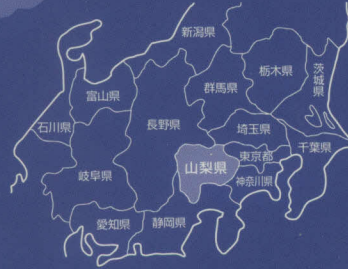 新潟県
栃木県
茨城県
群馬県
富山県
長野県
石川県
埼玉県
東京都
千葉県
山梨県
神奈川県
岐阜県
愛知県
静岡県